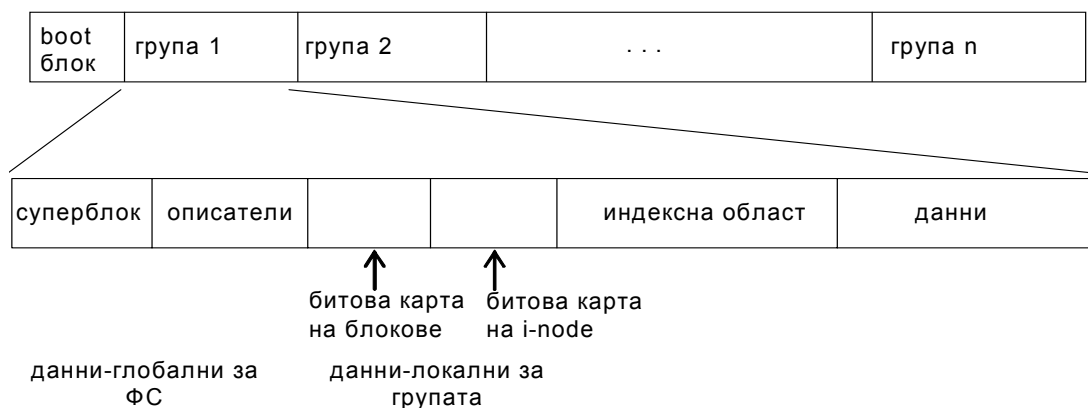 boot блок
група 1
група 2
. . .
група n
суперблок
описатели
индексна област
данни
битова карта на блокове
битова карта на i-node
данни-глобални за ФС
данни-локални за групата